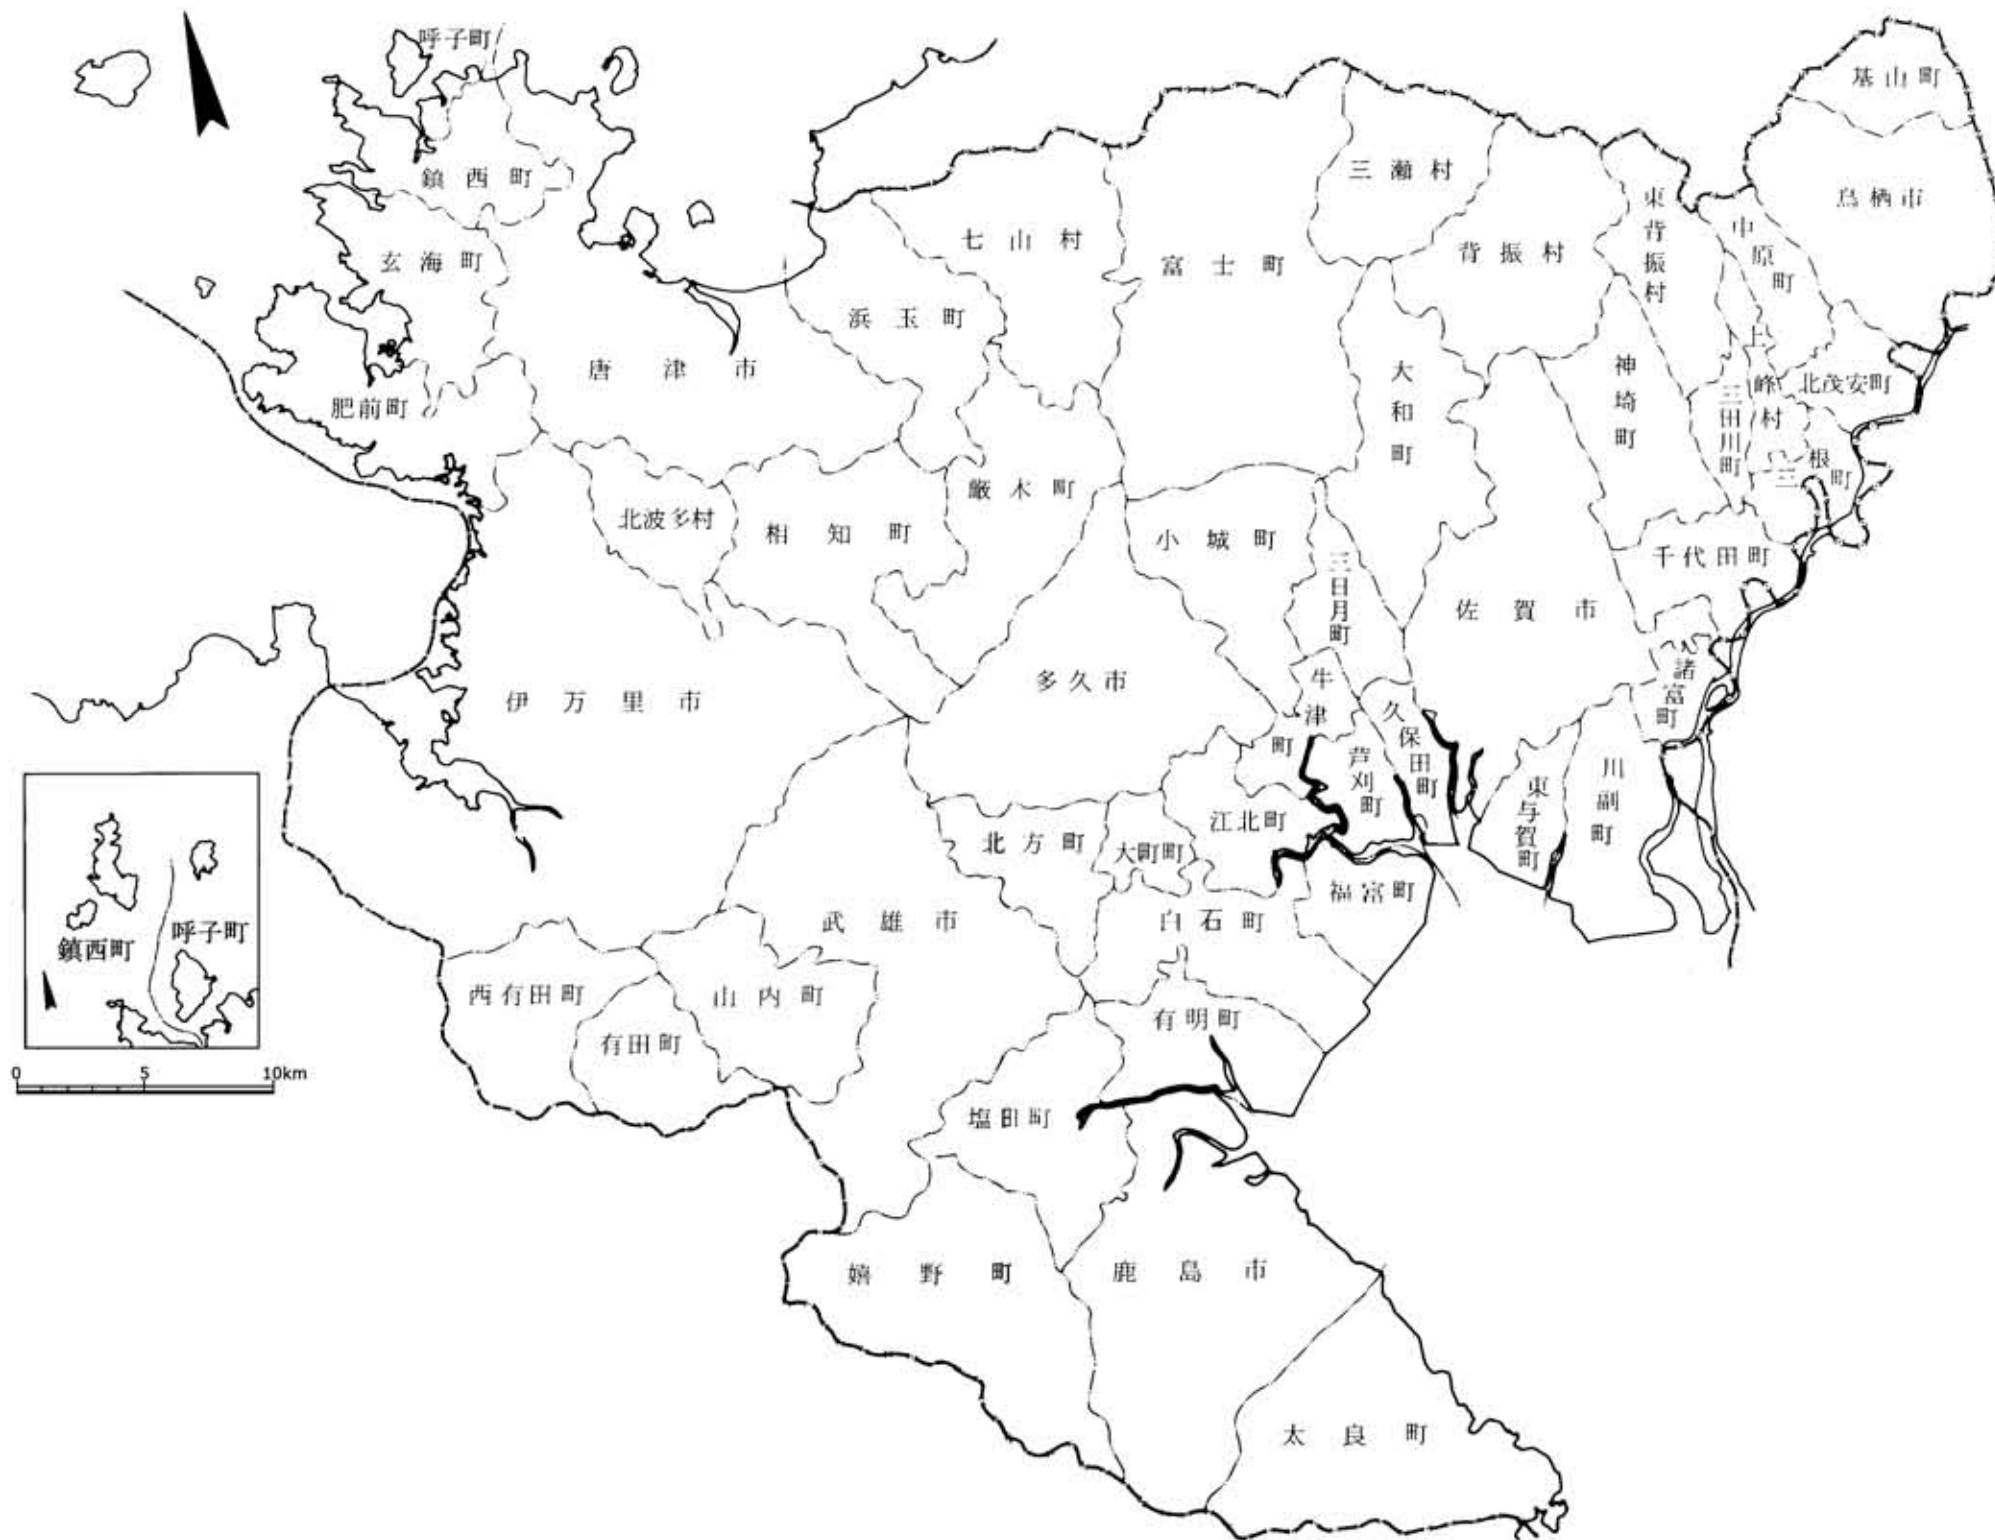 呼子町
基山町
鎮西町
三瀬村
鳥栖市
東背振村
中原町
七山村
富士町
背振村
玄海町
浜玉町
唐津市
大和町
神埼町
上峰村
北茂安町
肥前町
三田川町
三根町
厳木町
北波多村
相知町
小城町
千代田町
三日月町
佐賀市
諸富町
伊万里市
多久市
牛津町
久保田町
芦刈町
川副町
東与賀町
江北町
北方町
大町町
福富町
武雄市
白石町
呼子町
鎮西町
西有田町
山内町
有明町
有田町
0 5 10km
塩田町
嬉野町
鹿島市
太良町